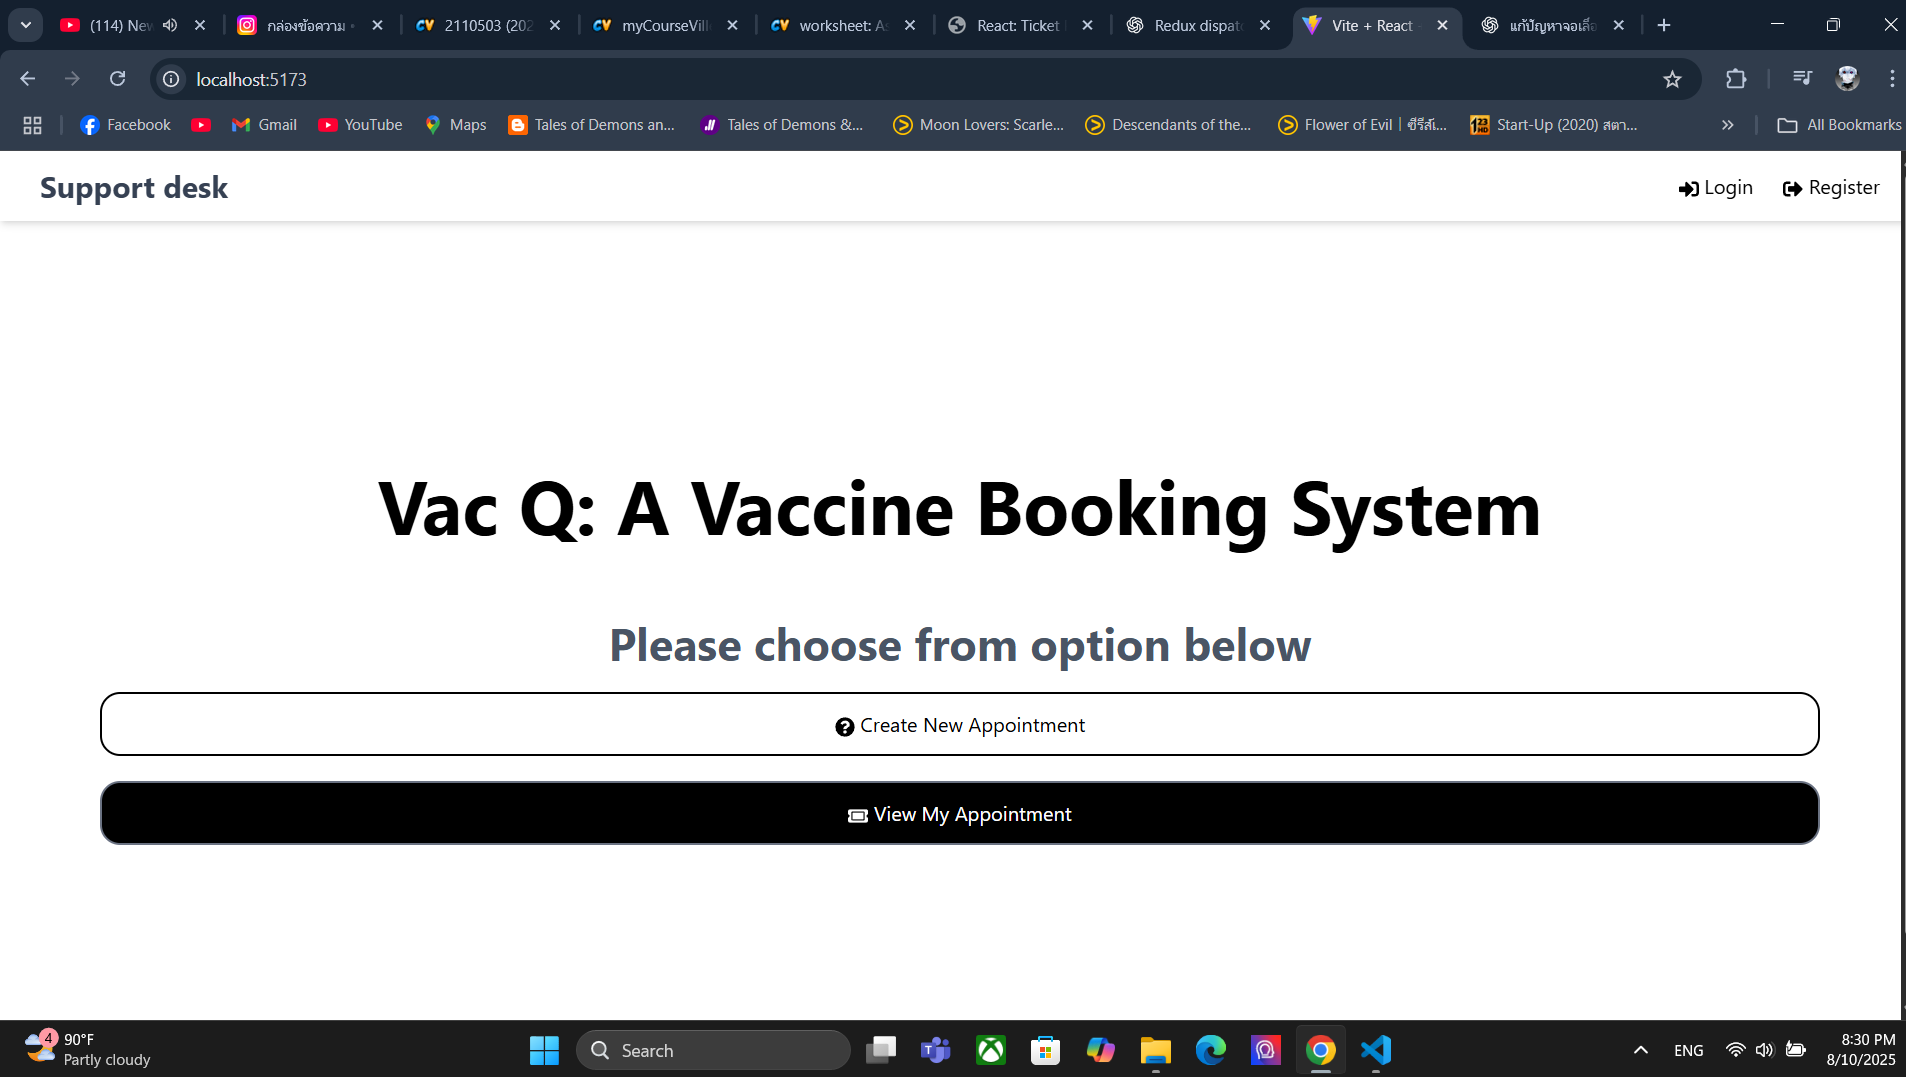 (114) New
กล่องข้อความ •
2110503 (202
myCourseVill
worksheet: As
React: Ticket
Redux dispat
Vite + React
แก้ปัญหาจอเลื่อ
localhost:5173
Facebook
Gmail
YouTube
Maps
Tales of Demons an...
Tales of Demons &...
Moon Lovers: Scarle...
Descendants of the...
Flower of Evil | ซีรีส์เ...
Start-Up (2020) สตา...
All Bookmarks
Support desk
Login
Register
Vac Q: A Vaccine Booking System
Please choose from option below
Create New Appointment
View My Appointment
4
90°F
Partly cloudy
Search
ENG
8:30 PM
8/10/2025